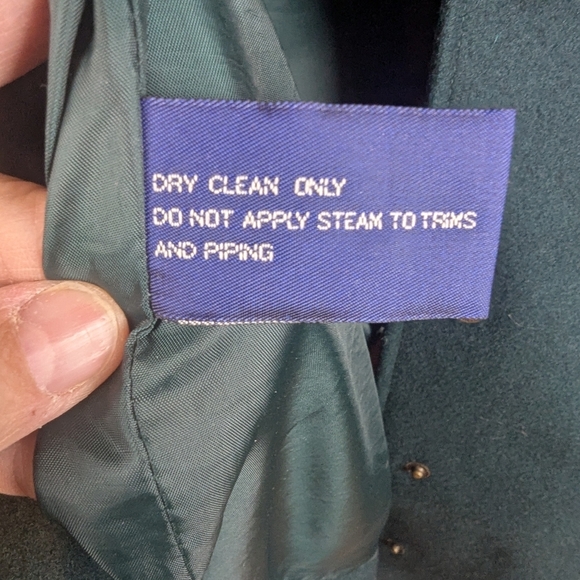 DRY CLEAN ONLY
DO NOT APPLY STEAM TO TRIMS
AND PIPING